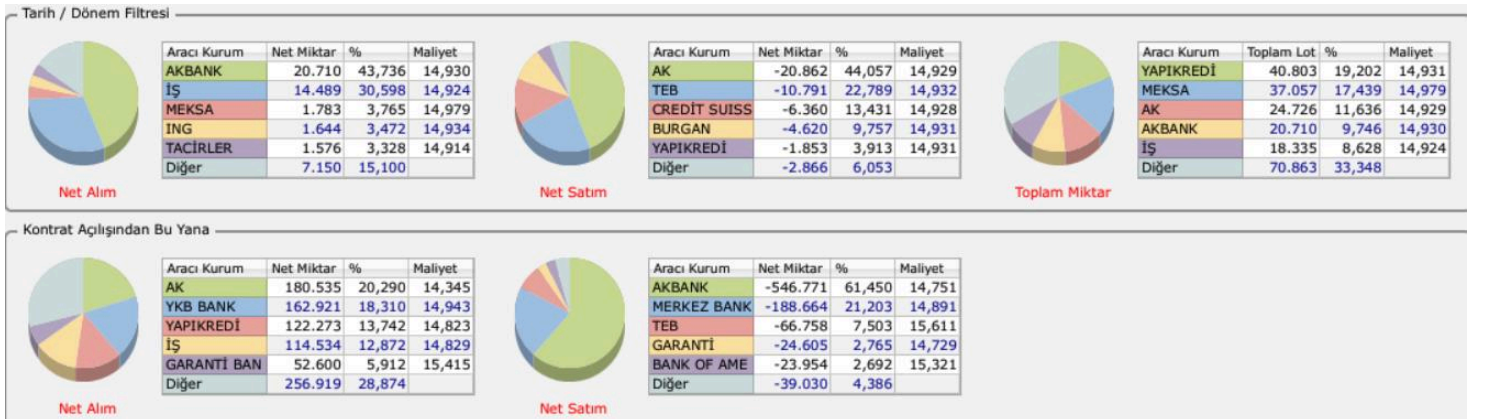 Tarih / Dönem Filtresi
Aracı Kurum Net Miktar % Maliyet
AKBANK 20.710 43,736 14,930
İŞ 14.489 30,598 14,924
MEKSA 1.783 3,765 14,979
ING 1.644 3,472 14,934
TACİRLER 1.576 3,328 14,914
Diğer 7.150 15,100
Net Alım
Aracı Kurum Net Miktar % Maliyet
AK -20.862 44,057 14,929
TEB -10.791 22,789 14,932
CREDİT SUISS -6.360 13,431 14,928
BURGAN -4.620 9,757 14,931
YAPIKREDİ -1.853 3,913 14,931
Diğer -2.866 6,053
Net Satım
Aracı Kurum Toplam Lot % Maliyet
YAPIKREDİ 40.803 19,202 14,931
MEKSA 37.057 17,439 14,979
AK 24.726 11,636 14,929
AKBANK 20.710 9,746 14,930
İŞ 18.335 8,628 14,924
Diğer 70.863 33,348
Toplam Miktar
Kontrat Açılışından Bu Yana
Aracı Kurum Net Miktar % Maliyet
AK 180.535 20,290 14,345
YKB BANK 162.921 18,310 14,943
YAPIKREDİ 122.273 13,742 14,823
İŞ 114.534 12,872 14,829
GARANTİ BAN 52.600 5,912 15,415
Diğer 256.919 28,874
Net Alım
Aracı Kurum Net Miktar % Maliyet
AKBANK -546.771 61,450 14,751
MERKEZ BANK -188.664 21,203 14,891
TEB -66.758 7,503 15,611
GARANTİ -24.605 2,765 14,729
BANK OF AME -23.954 2,692 15,321
Diğer -39.030 4,386
Net Satım